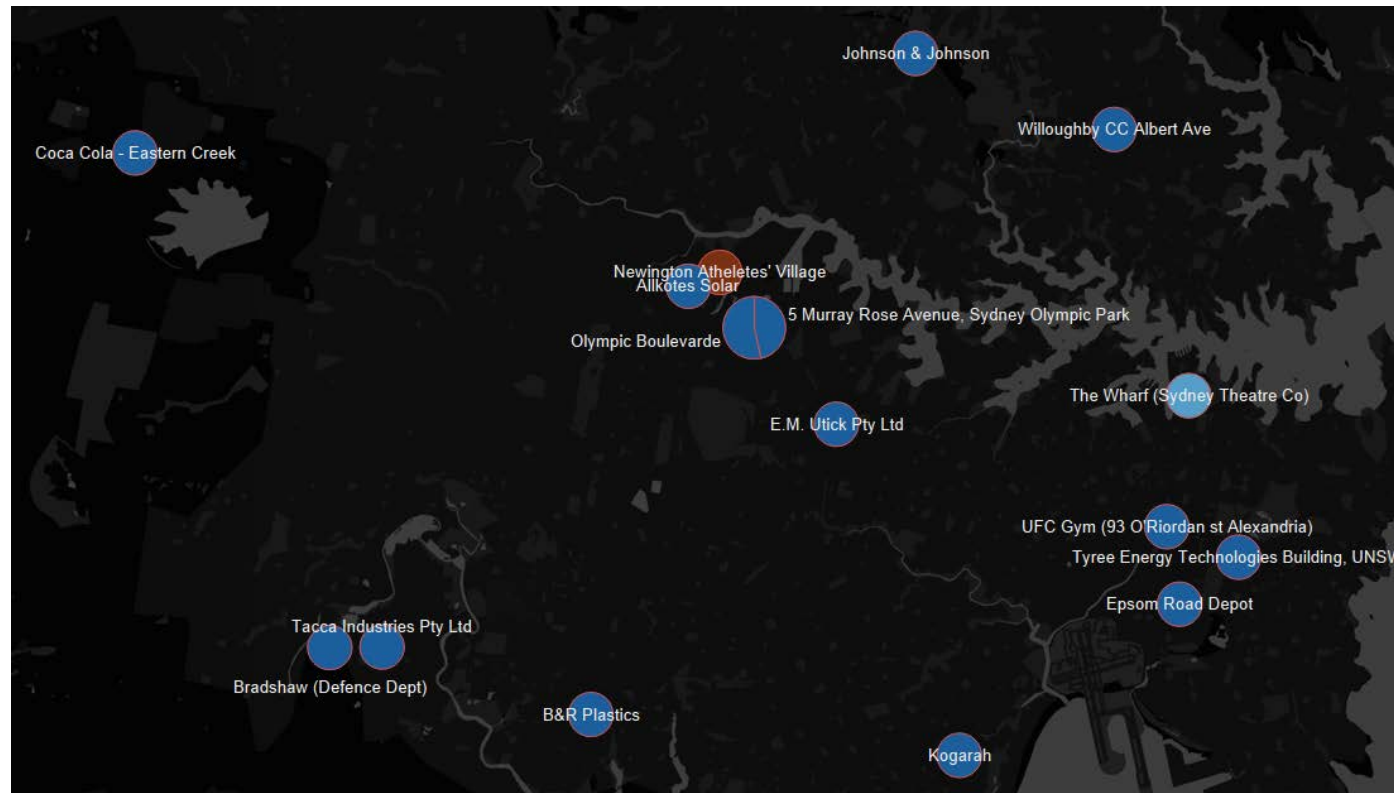 Johnson & Johnson
Willoughby CC Albert Ave
Coca Cola - Eastern Creek
Newington Atheletes' Village
Allkotes Solar
5 Murray Rose Avenue, Sydney Olympic Park
Olympic Boulevarde
The Wharf (Sydney Theatre Co)
E.M. Utick Pty Ltd
UFC Gym (93 O'Riordan st Alexandria)
Tyree Energy Technologies Building, UNSW
Epsom Road Depot
Tacca Industries Pty Ltd
Bradshaw (Defence Dept)
B&R Plastics
Kogarah